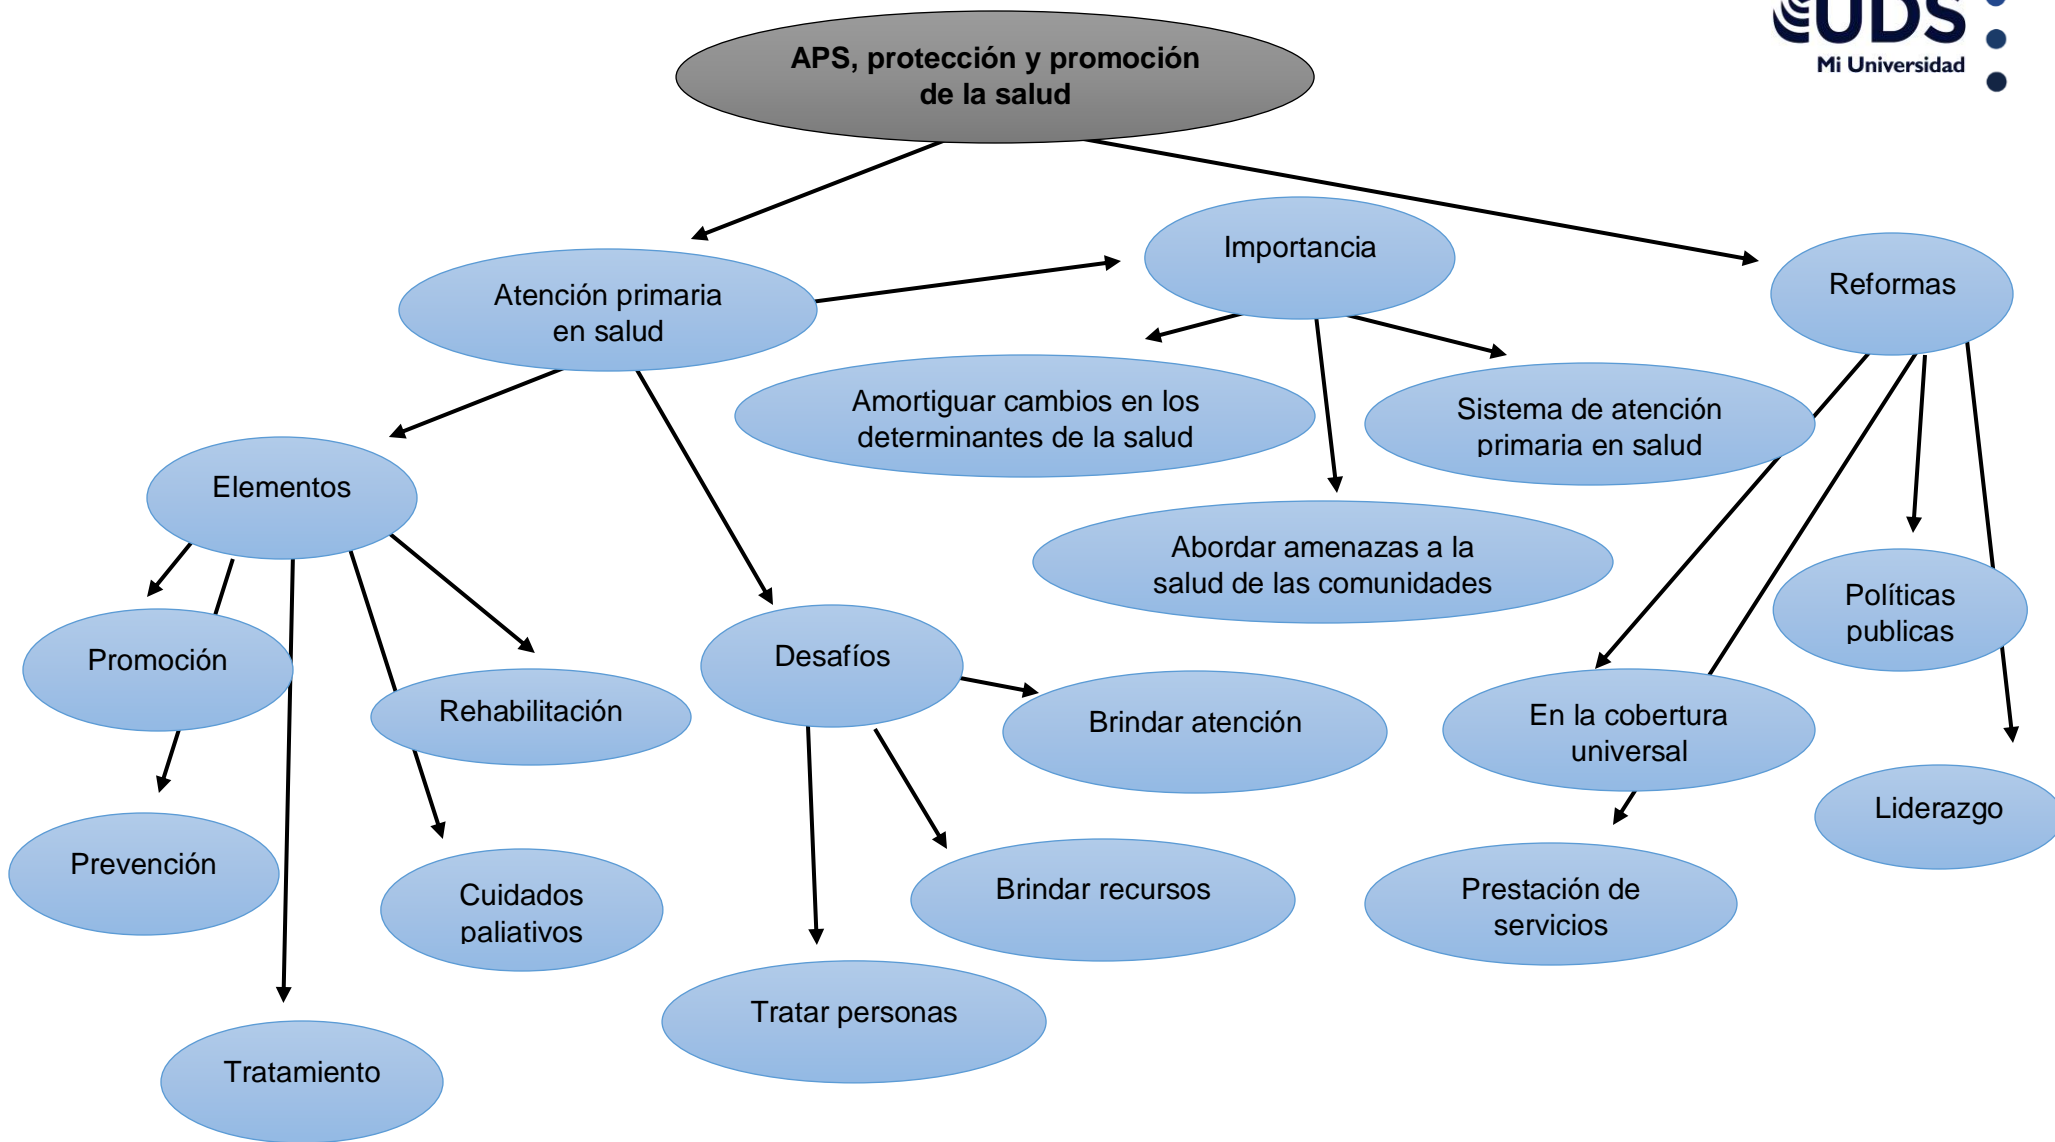 UDS
Mi Universidad
APS, protección y promoción
de la salud
Importancia
Reformas
Atención primaria
en salud
Amortiguar cambios en los
determinantes de la salud
Sistema de atención
primaria en salud
Elementos
Abordar amenazas a la
salud de las comunidades
Políticas
publicas
Promoción
Desafíos
Rehabilitación
Brindar atención
En la cobertura
universal
Liderazgo
Prevención
Cuidados
paliativos
Brindar recursos
Prestación de
servicios
Tratar personas
Tratamiento